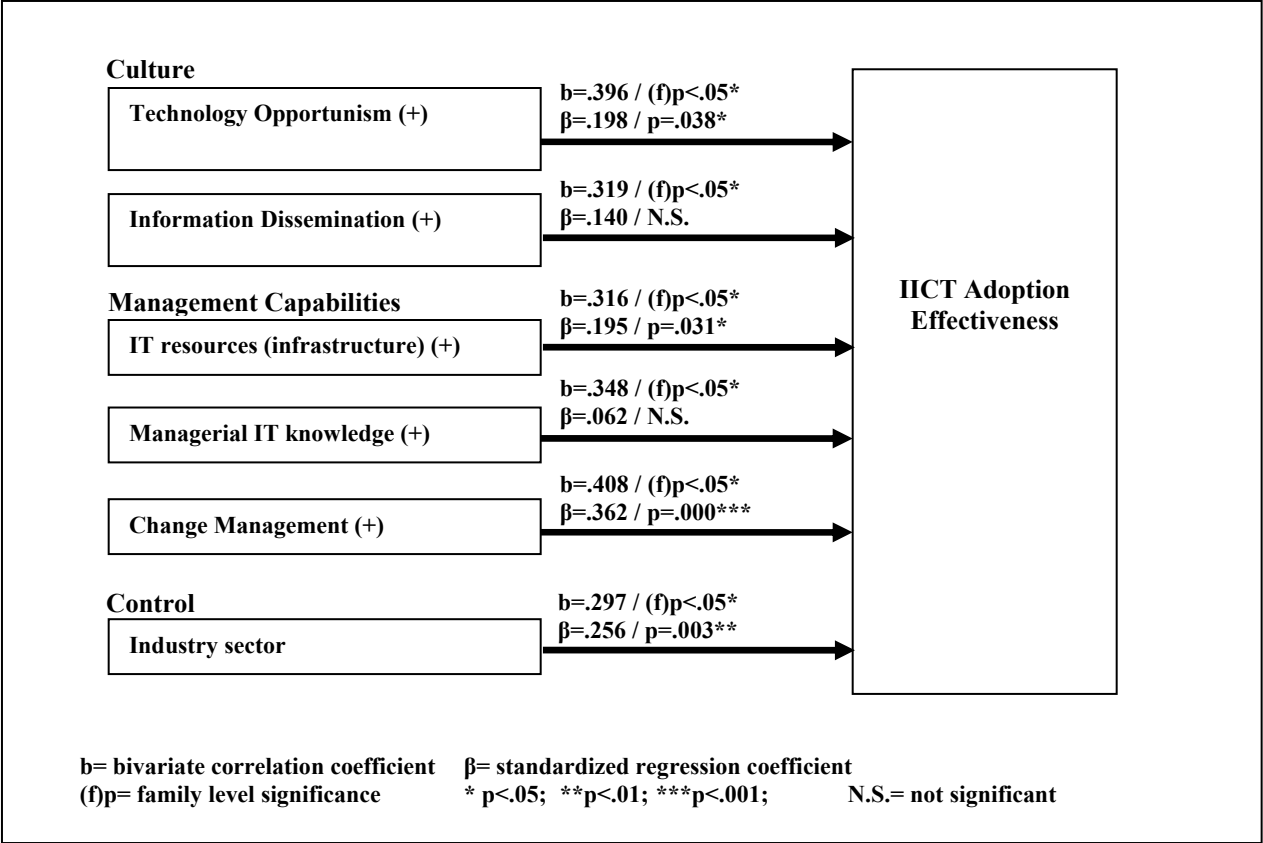 Culture
Technology Opportunism (+)
b=.396 / (f)p<.05*
β=.198 / p=.038*
Information Dissemination (+)
b=.319 / (f)p<.05*
β=.140 / N.S.
Management Capabilities
IT resources (infrastructure) (+)
b=.316 / (f)p<.05*
β=.195 / p=.031*
Managerial IT knowledge (+)
b=.348 / (f)p<.05*
β=.062 / N.S.
Change Management (+)
b=.408 / (f)p<.05*
β=.362 / p=.000***
Control
Industry sector
b=.297 / (f)p<.05*
β=.256 / p=.003**
IICT Adoption
Effectiveness
b= bivariate correlation coefficient β= standardized regression coefficient
(f)p= family level significance * p<.05; **p<.01; ***p<.001; N.S.= not significant